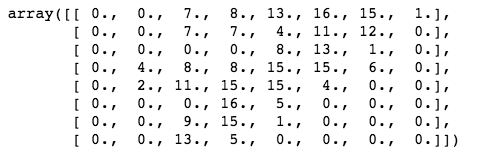 array([[ 0., 0., 7., 8., 13., 16., 15., 1.],
[ 0., 0., 7., 7., 4., 11., 12., 0.],
[ 0., 0., 0., 0., 8., 13., 1., 0.],
[ 0., 4., 8., 8., 15., 15., 6., 0.],
[ 0., 2., 11., 15., 15., 4., 0., 0.],
[ 0., 0., 0., 16., 5., 0., 0., 0.],
[ 0., 0., 9., 15., 1., 0., 0., 0.],
[ 0., 0., 13., 5., 0., 0., 0., 0.]])